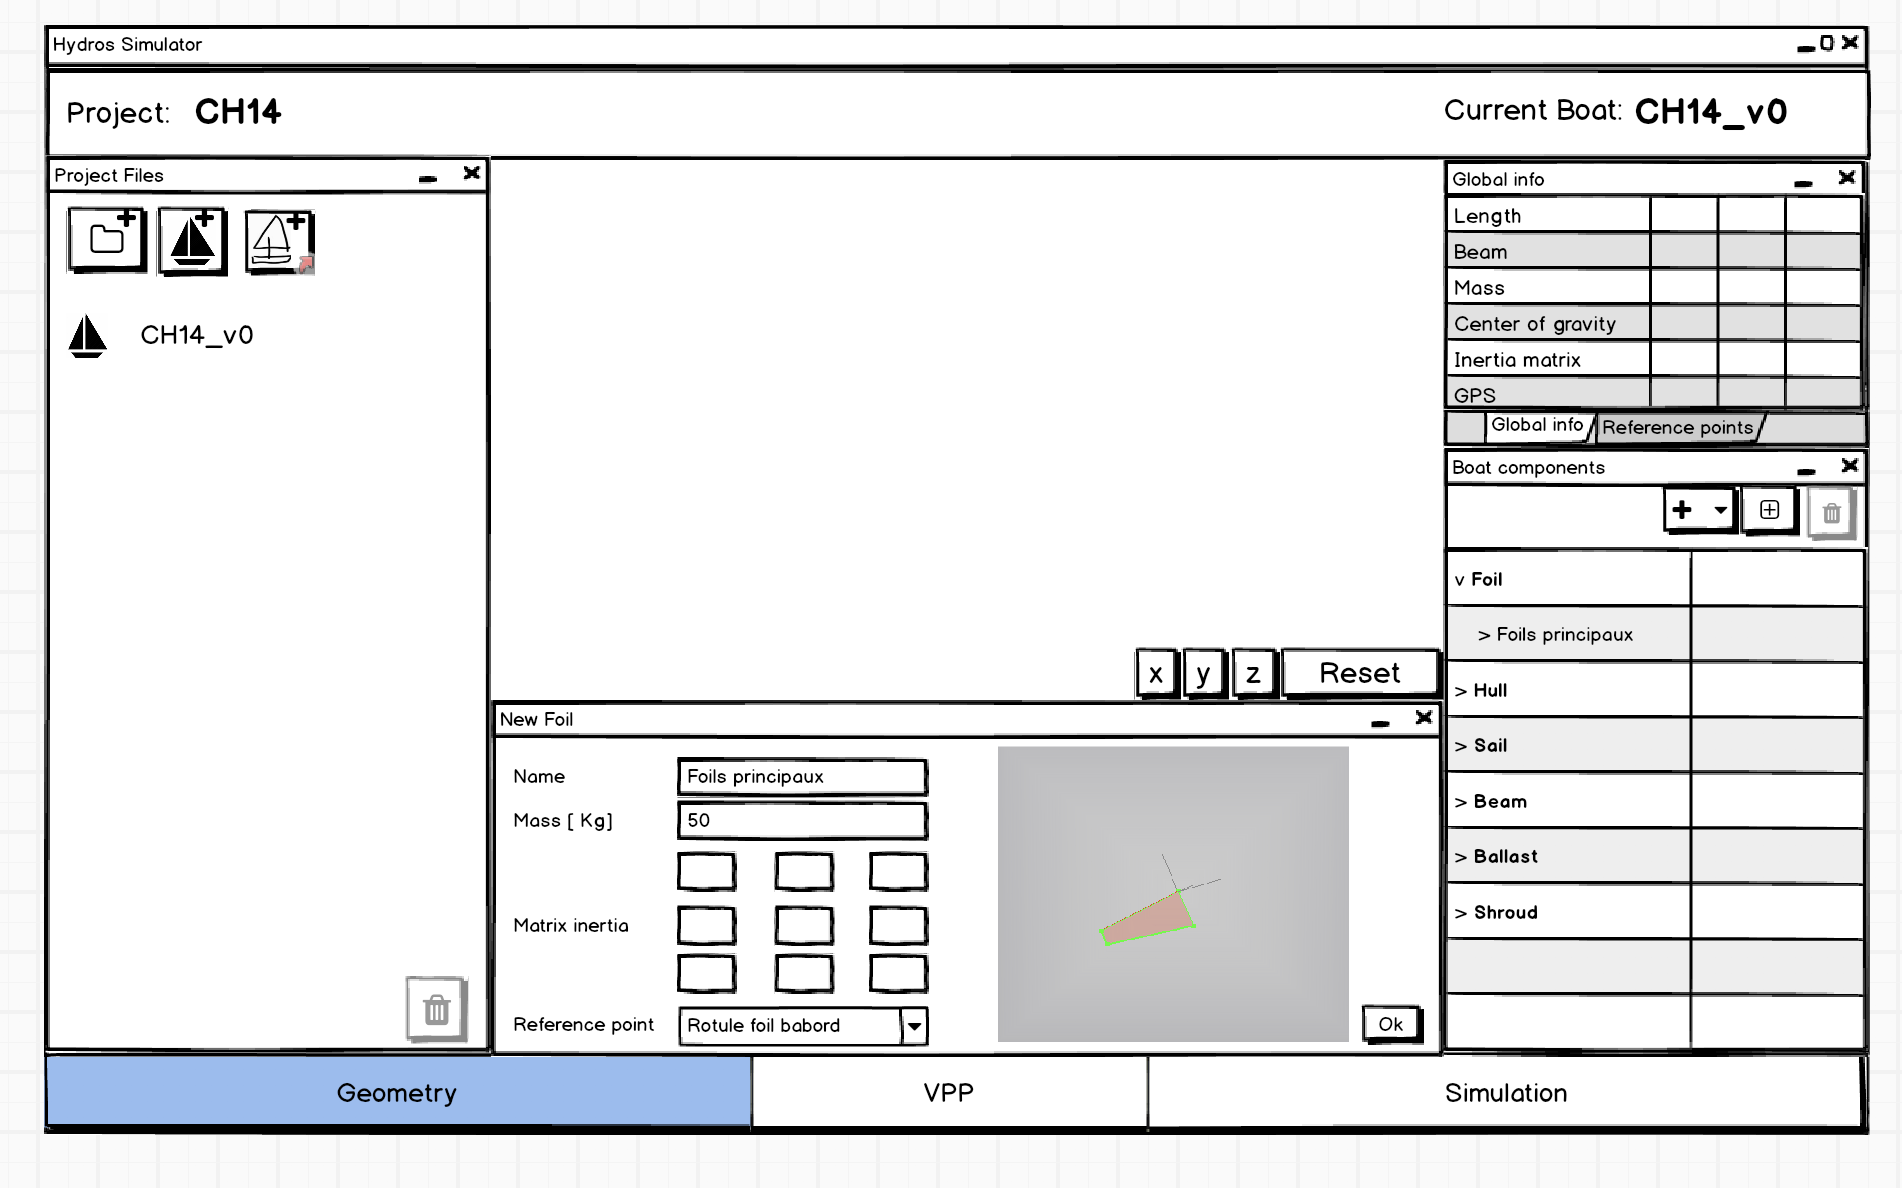 Hydros Simulator
Project: CH14
Current Boat: CH14_v0
Project Files
CH14_v0
Global info
Length
Beam
Mass
Center of gravity
Inertia matrix
GPS
Global info
Reference points
Boat components
v Foil
> Foils principaux
> Hull
> Sail
> Beam
> Ballast
> Shroud
x y z Reset
New Foil
Name Foils principaux
Mass [ Kg] 50
Matrix inertia
Reference point Rotule foil babord
Ok
Geometry
VPP
Simulation